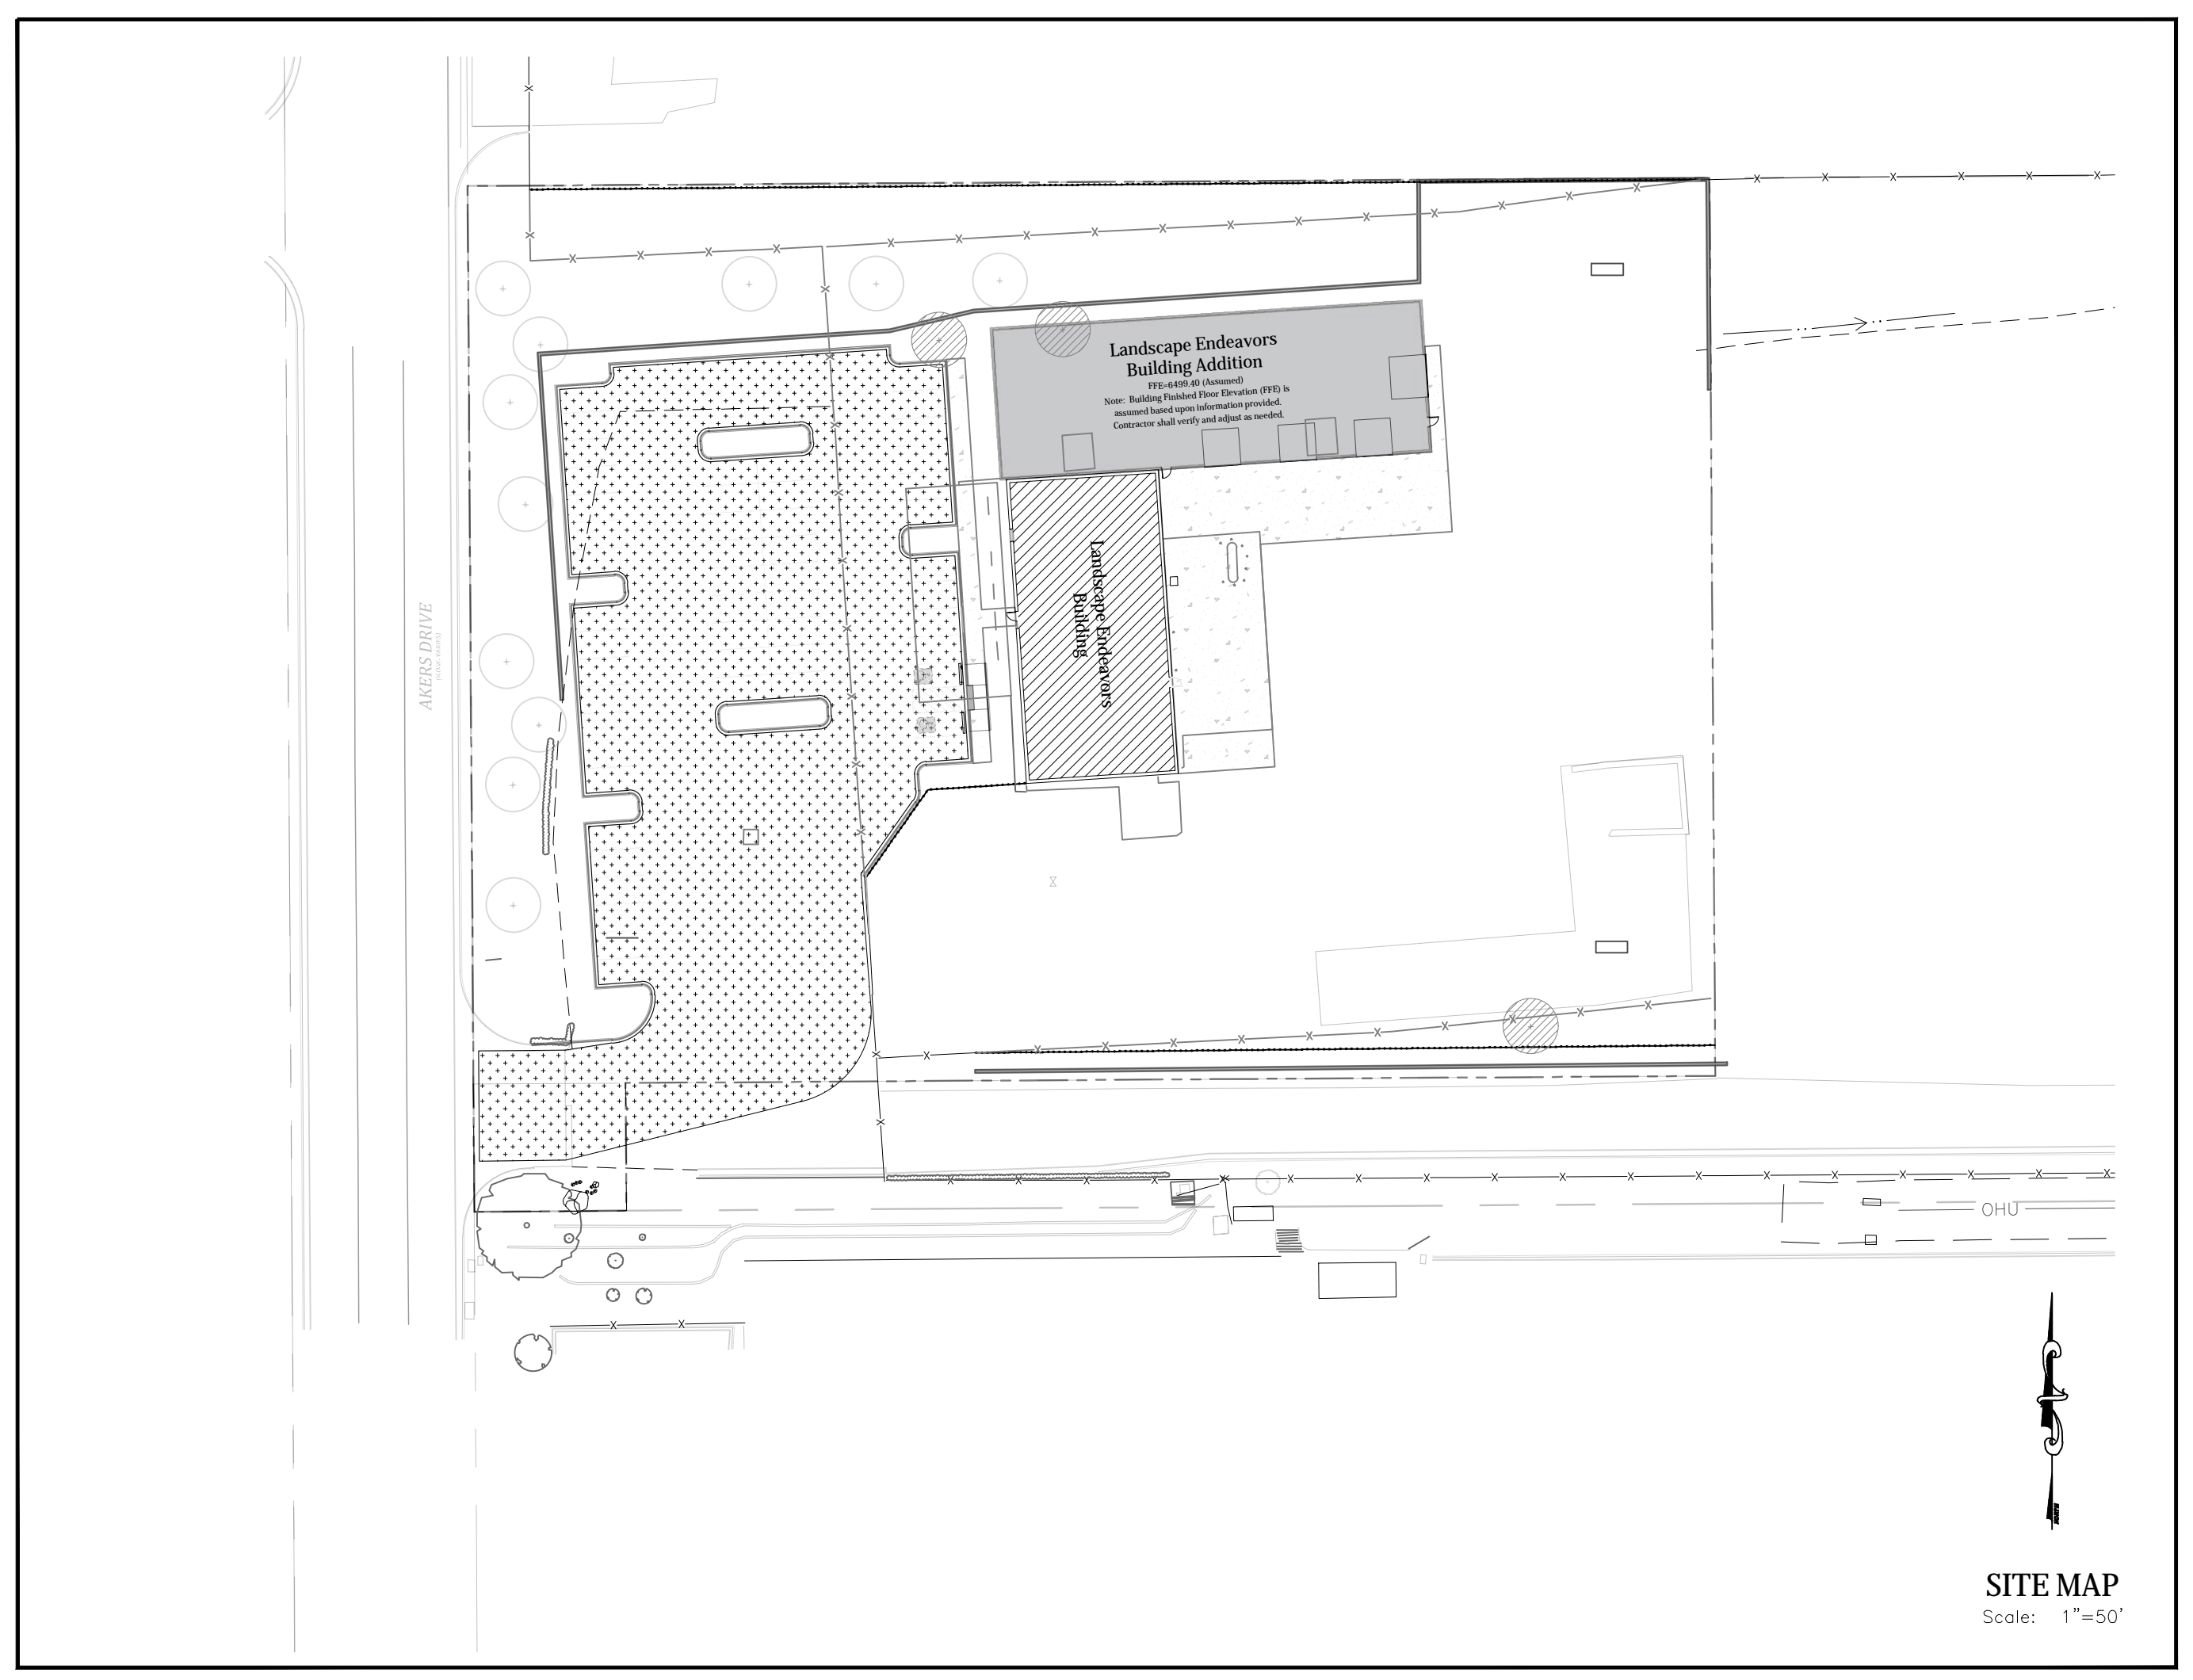 Landscape Endeavors
Building Addition
FFE=6499.40 (Assumed)
Note: Building Finished Floor Elevation (FFE) is
assumed based upon information provided.
Contractor shall verify and adjust as needed.
Landscape Endeavors
Building
AKERS DRIVE
OHU
SITE MAP
Scale: 1"=50'